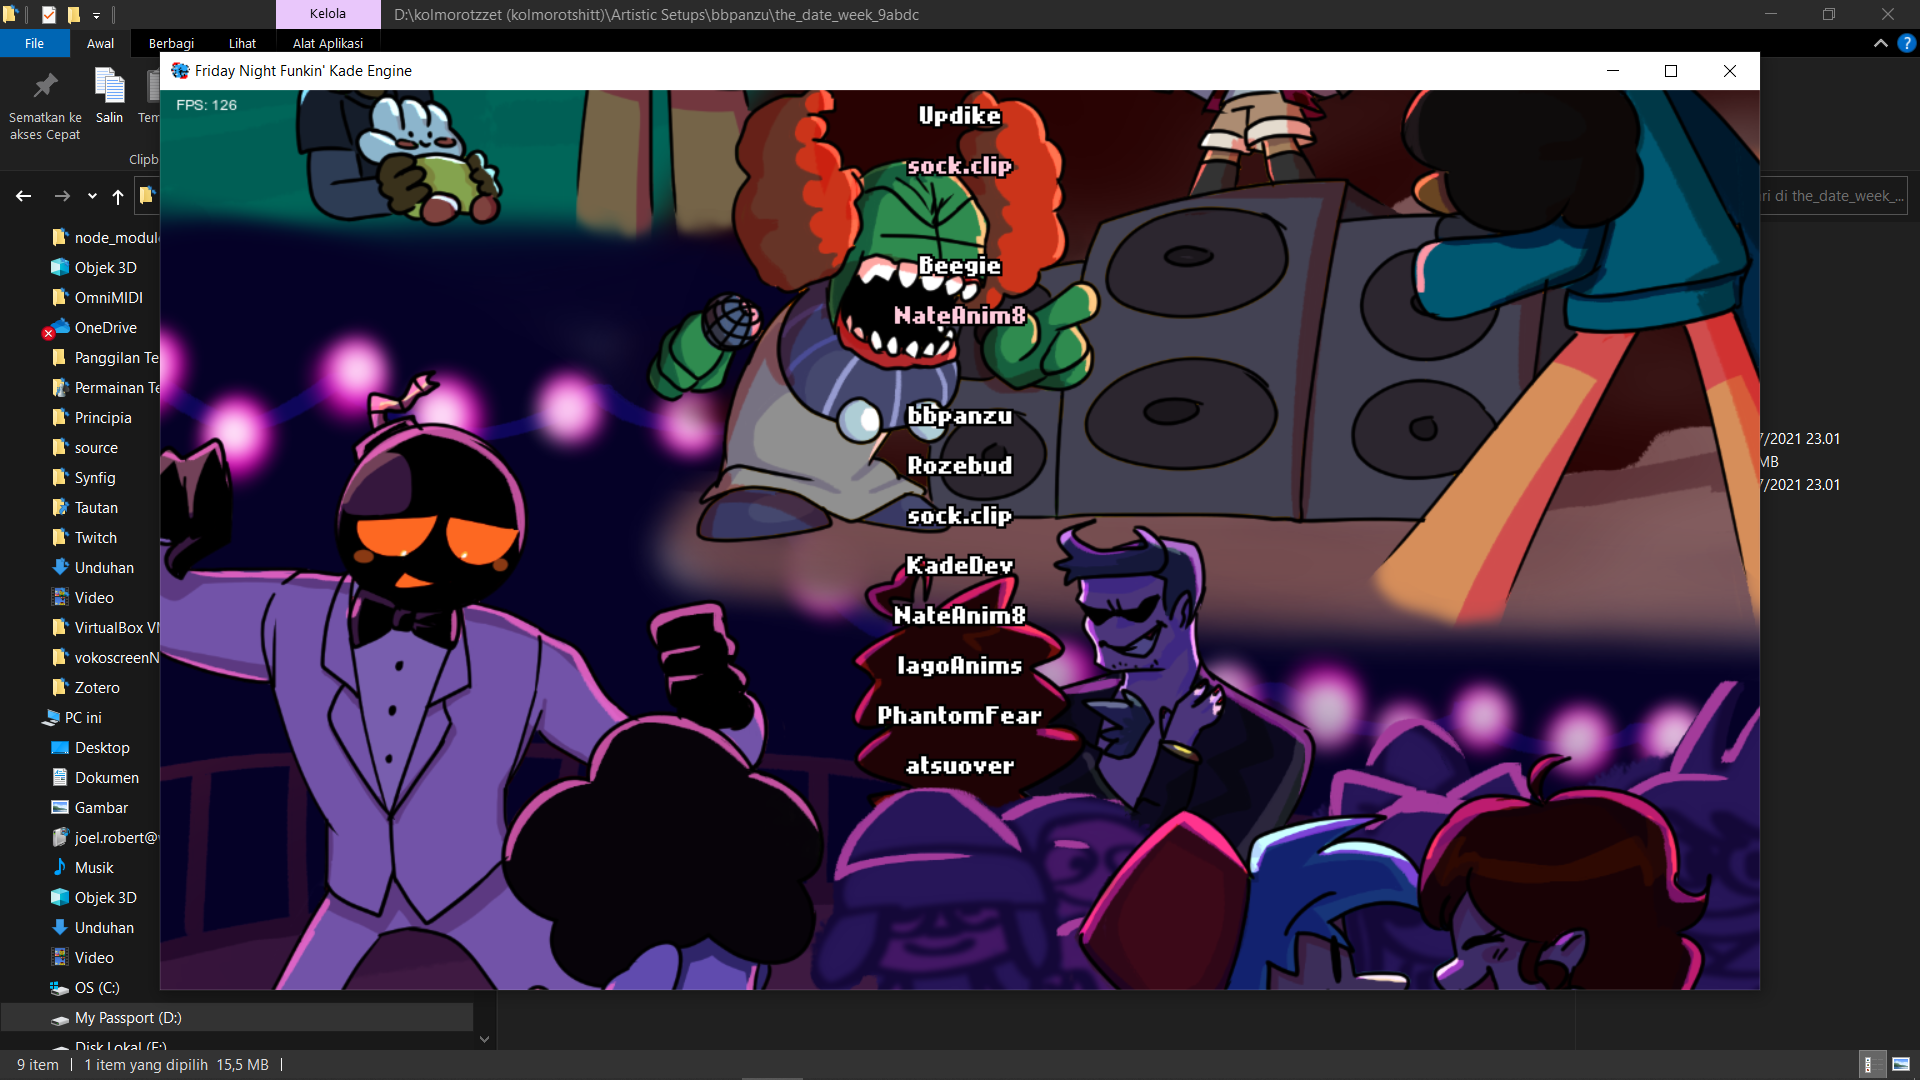 Kelola
D:\kolmorotzzet (kolmorotshitt)\Artistic Setups\bbpanzu\the_date_week_9abdc
File
Awal
Berbagi
Lihat
Alat Aplikasi
Friday Night Funkin' Kade Engine
Sematkan ke
akses Cepat
Salin
Tem
Clipb
FPS: 126
Updike
sock.clip
Beegie
NateAnim8
bbpanzu
Rozebud
sock.clip
KadeDev
NateAnim8
IagoAnims
PhantomFear
atsuover
ri di the_date_week_...
node_modul
Objek 3D
OmniMIDI
OneDrive
Panggilan Te
Permainan Te
Principia
source
Synfig
Tautan
Twitch
Unduhan
Video
VirtualBox VM
vokoscreenN
Zotero
PC ini
Desktop
Dokumen
Gambar
joel.robert@
Musik
Objek 3D
Unduhan
Video
OS (C:)
My Passport (D:)
Disk Lokal (E:)
7/2021 23.01
MB
7/2021 23.01
9 item
1 item yang dipilih 15,5 MB